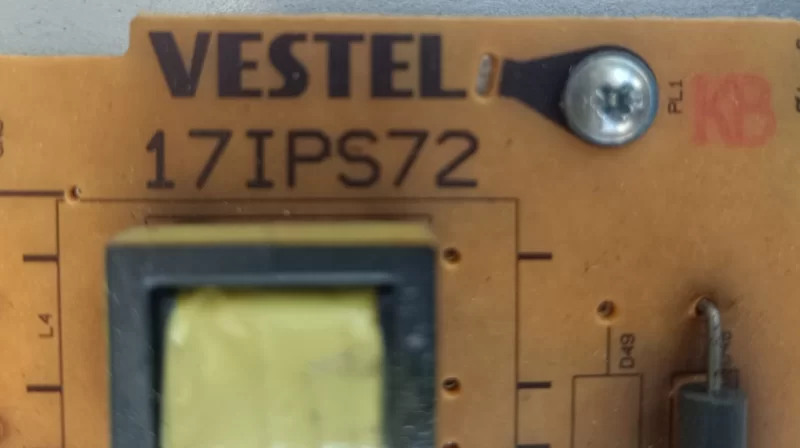 VESTEL
17IPS72
PL1
KB
L4
D49